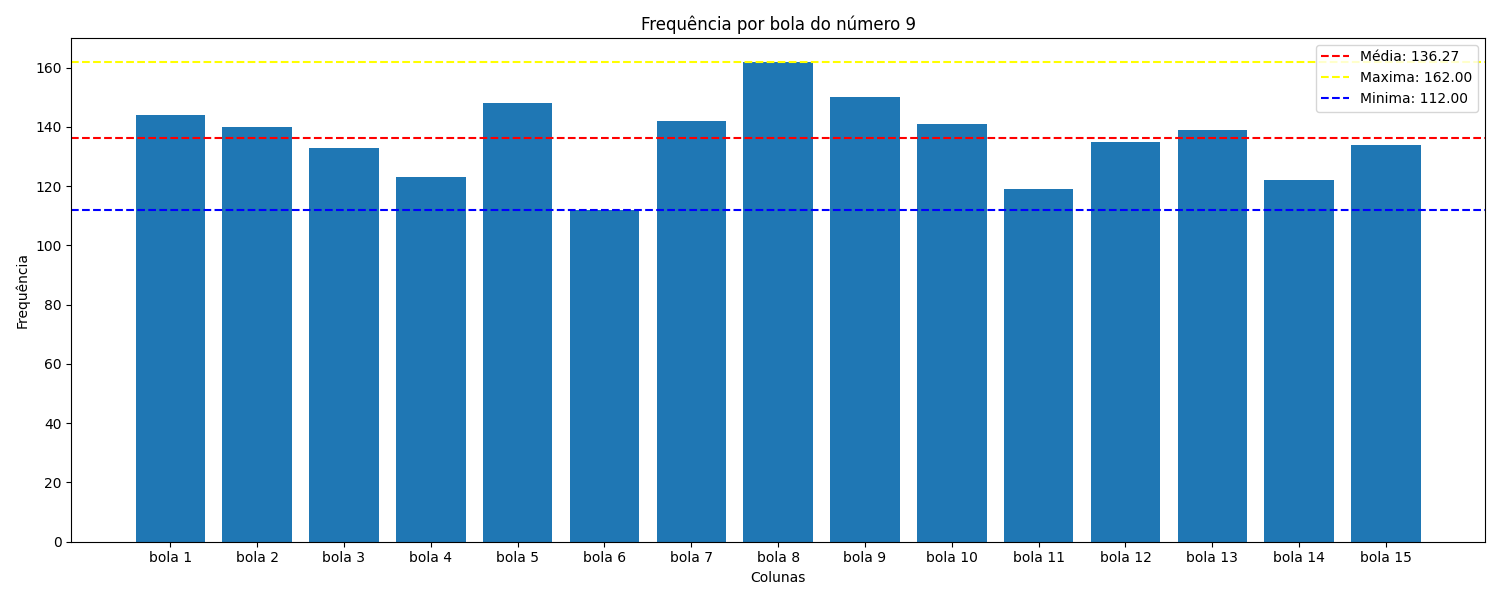 Frequência por bola do número 9
Média: 136.27
Maxima: 162.00
Minima: 112.00
Frequência
160
140
120
100
80
60
40
20
0
bola 1 bola 2 bola 3 bola 4 bola 5 bola 6 bola 7 bola 8 bola 9 bola 10 bola 11 bola 12 bola 13 bola 14 bola 15
Colunas